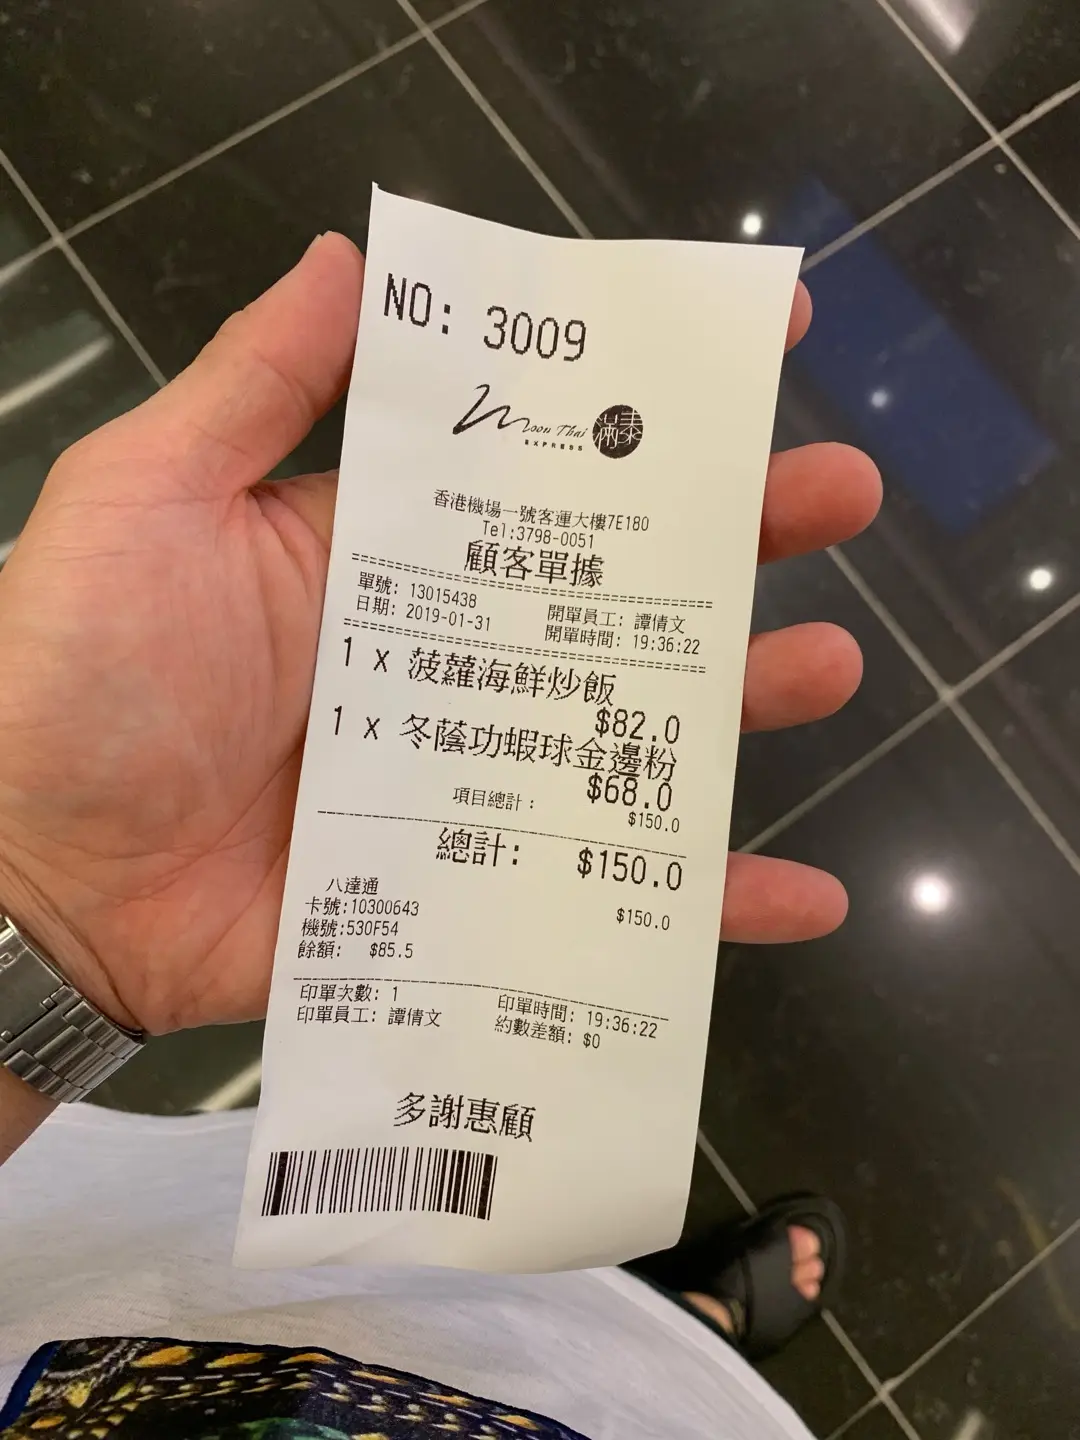 NO: 3009
Moon Thai
EXPRESS
滿泰
香港機場一號客運大樓7E180
Tel:3798-0051
顧客單據
單號: 13015438 開單員工: 譚倩文
日期: 2019-01-31 開單時間: 19:36:22
1 x 菠蘿海鮮炒飯
$82.0
1 x 冬蔭功蝦球金邊粉
$68.0
項目總計: $150.0
總計: $150.0
八達通 $150.0
卡號:10300643
機號:530F54
餘額: $85.5
印單次數: 1 印單時間: 19:36:22
印單員工: 譚倩文 約數差額: $0
多謝惠顧